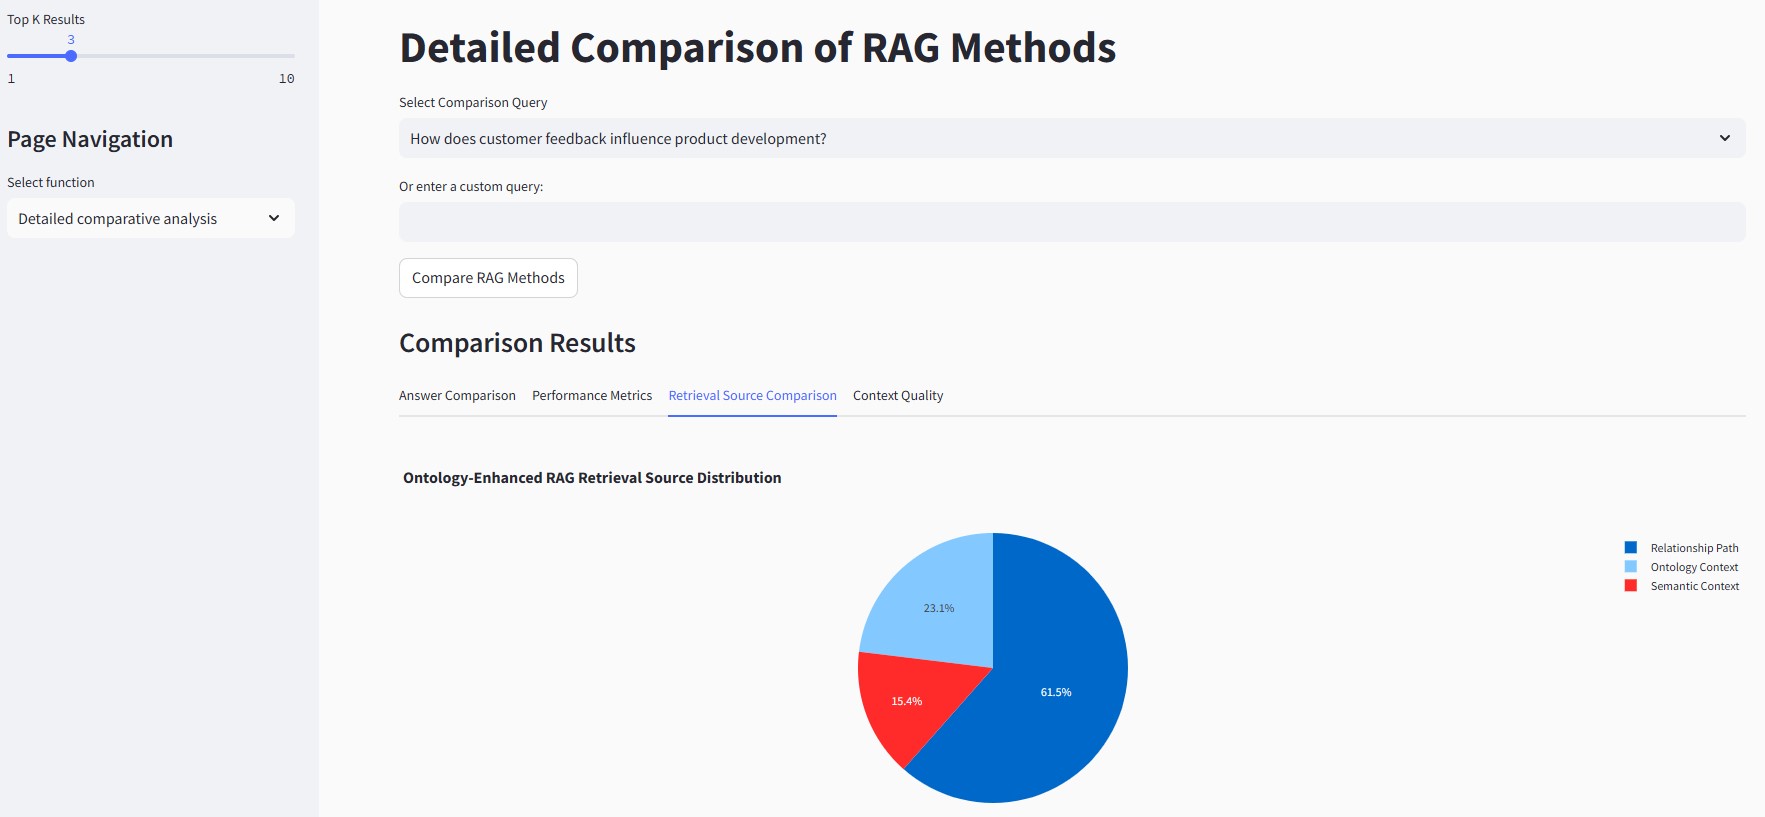 Top K Results
3
1
10
Page Navigation
Select function
Detailed comparative analysis
Detailed Comparison of RAG Methods
Select Comparison Query
How does customer feedback influence product development?
Or enter a custom query:
Compare RAG Methods
Comparison Results
Answer Comparison
Performance Metrics
Retrieval Source Comparison
Context Quality
Ontology-Enhanced RAG Retrieval Source Distribution
23.1%
15.4%
61.5%
Relationship Path
Ontology Context
Semantic Context